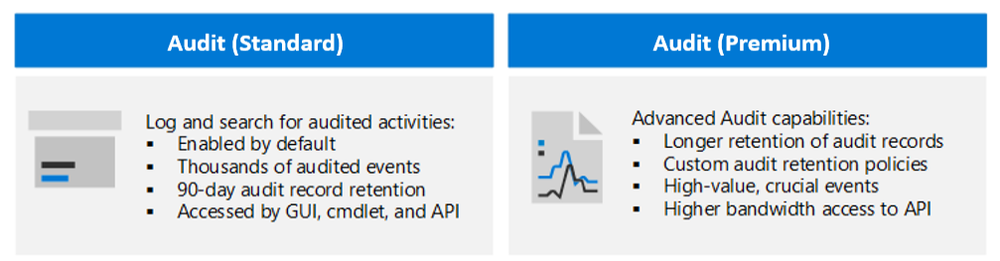 Audit (Standard)
Log and search for audited activities:
▪ Enabled by default
▪ Thousands of audited events
▪ 90-day audit record retention
▪ Accessed by GUI, cmdlet, and API
Audit (Premium)
Advanced Audit capabilities:
▪ Longer retention of audit records
▪ Custom audit retention policies
▪ High-value, crucial events
▪ Higher bandwidth access to API